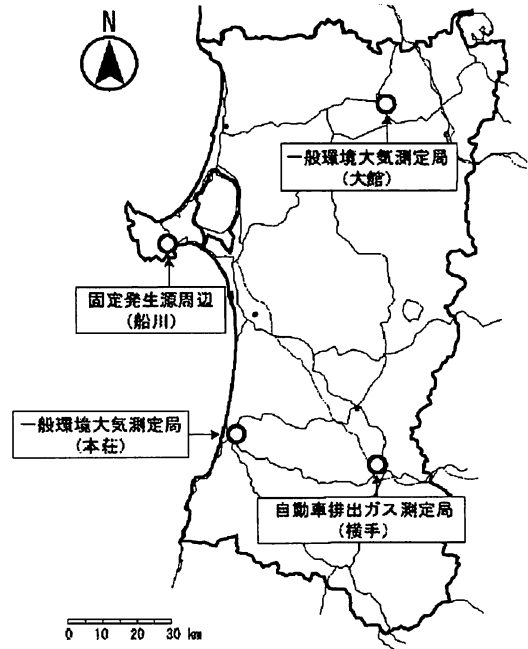 N
一般環境大気測定局
(大館)
固定発生源周辺
(船川)
一般環境大気測定局
(本荘)
自動車排出ガス測定局
(横手)
0 10 20 30 km